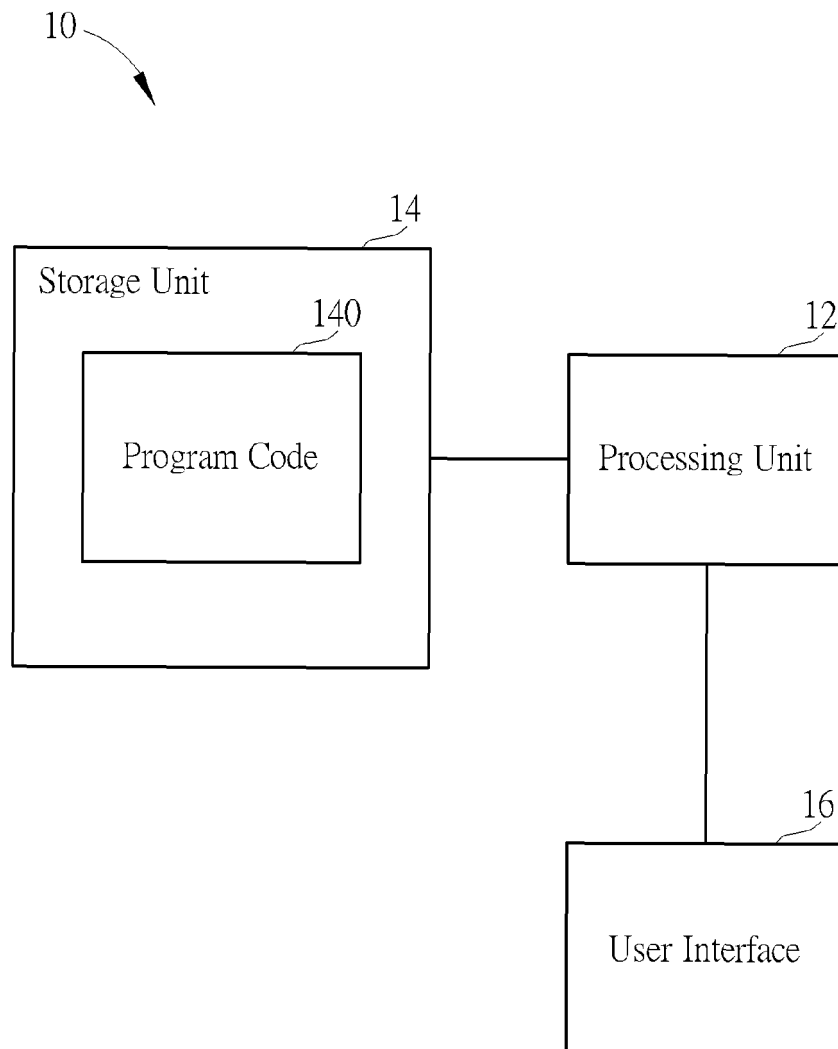 10
14
Storage Unit
140
12
Program Code
Processing Unit
16
User Interface